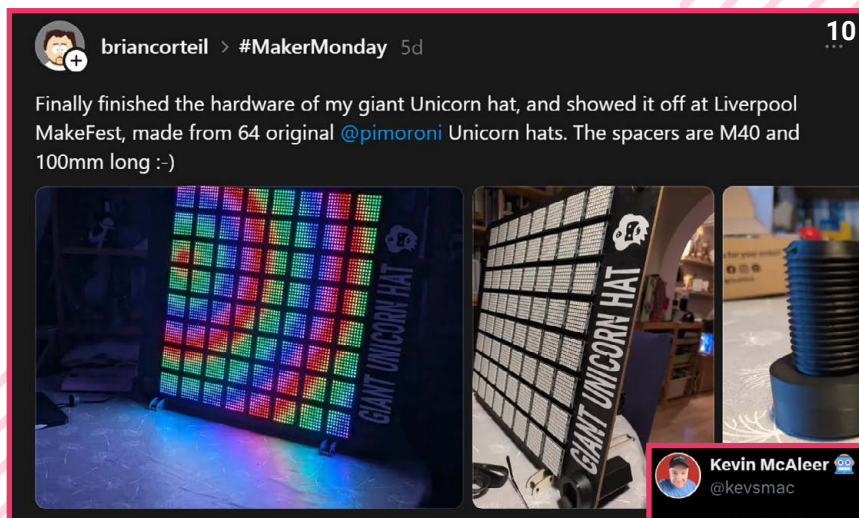 10
briancorteil > #MakerMonday 5d
Finally finished the hardware of my giant Unicorn hat, and showed it off at Liverpool
MakeFest, made from 64 original @pimoroni Unicorn hats. The spacers are M40 and
100mm long :-)
GIANT UNICORN HAT
GIANT UNICORN HAT
Kevin McAleer
@kevsmac